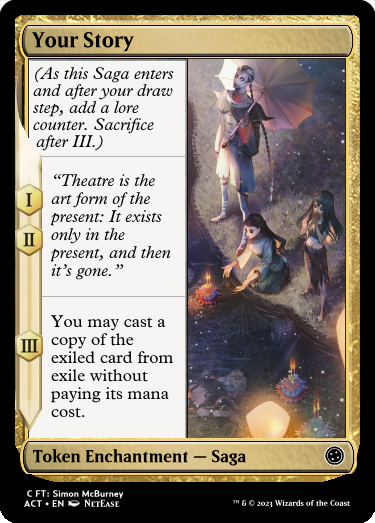 Your Story
(As this Saga enters
and after your draw
step, add a lore
counter. Sacrifice
after III.)
I
II
“Theatre is the
art form of the
present: It exists
only in the
present, and then
it’s gone.”
III
You may cast a
copy of the
exiled card from
exile without
paying its mana
cost.
Token Enchantment — Saga
C FT: Simon McBurney
ACT • EN NetEase
™ & © 2023 Wizards of the Coast